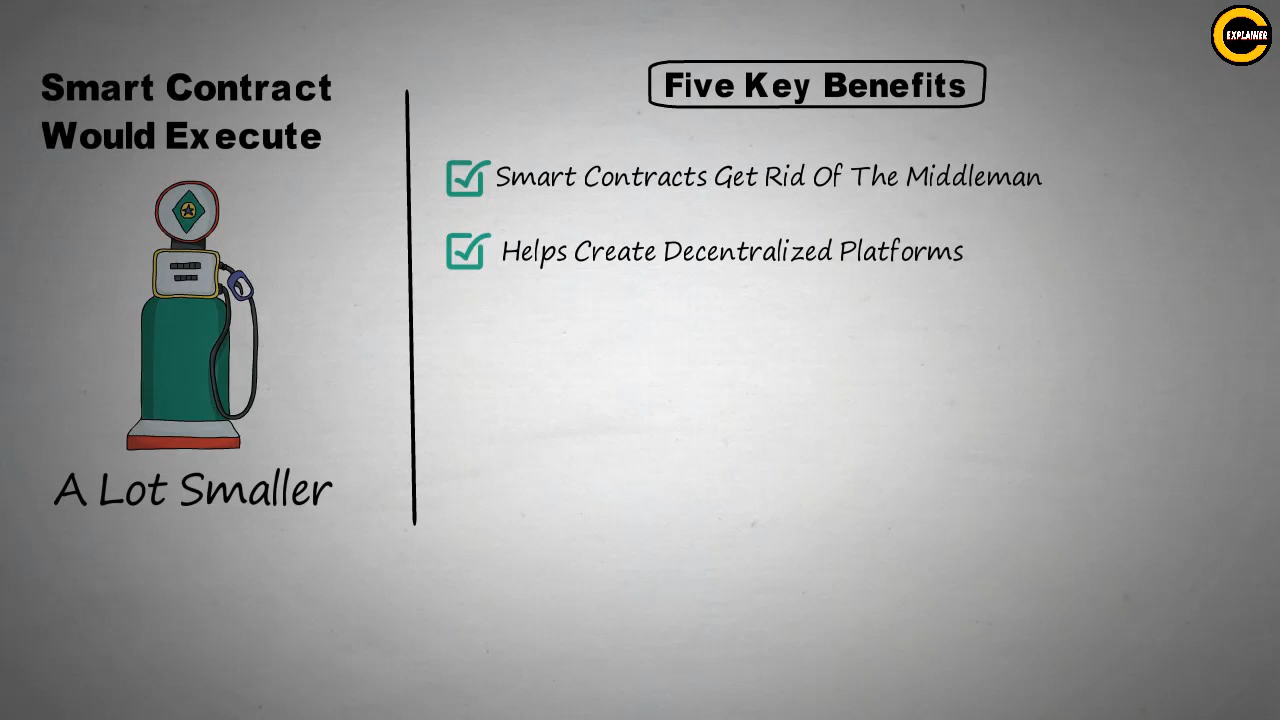 Smart Contract
Would Execute
A Lot Smaller
Five Key Benefits
Smart Contracts Get Rid Of The Middleman
Helps Create Decentralized Platforms
EXPLAINER